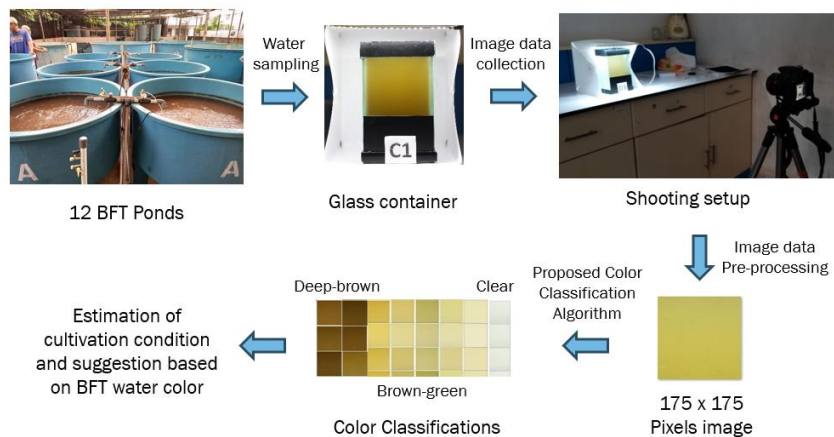 Water
sampling
Image data
collection
A
A
C1
12 BFT Ponds
Glass container
Shooting setup
Image data
Pre-processing
Proposed Color
Classification
Algorithm
Deep-brown
Clear
Brown-green
Estimation of
cultivation condition
and suggestion based
on BFT water color
Color Classifications
175 x 175
Pixels image